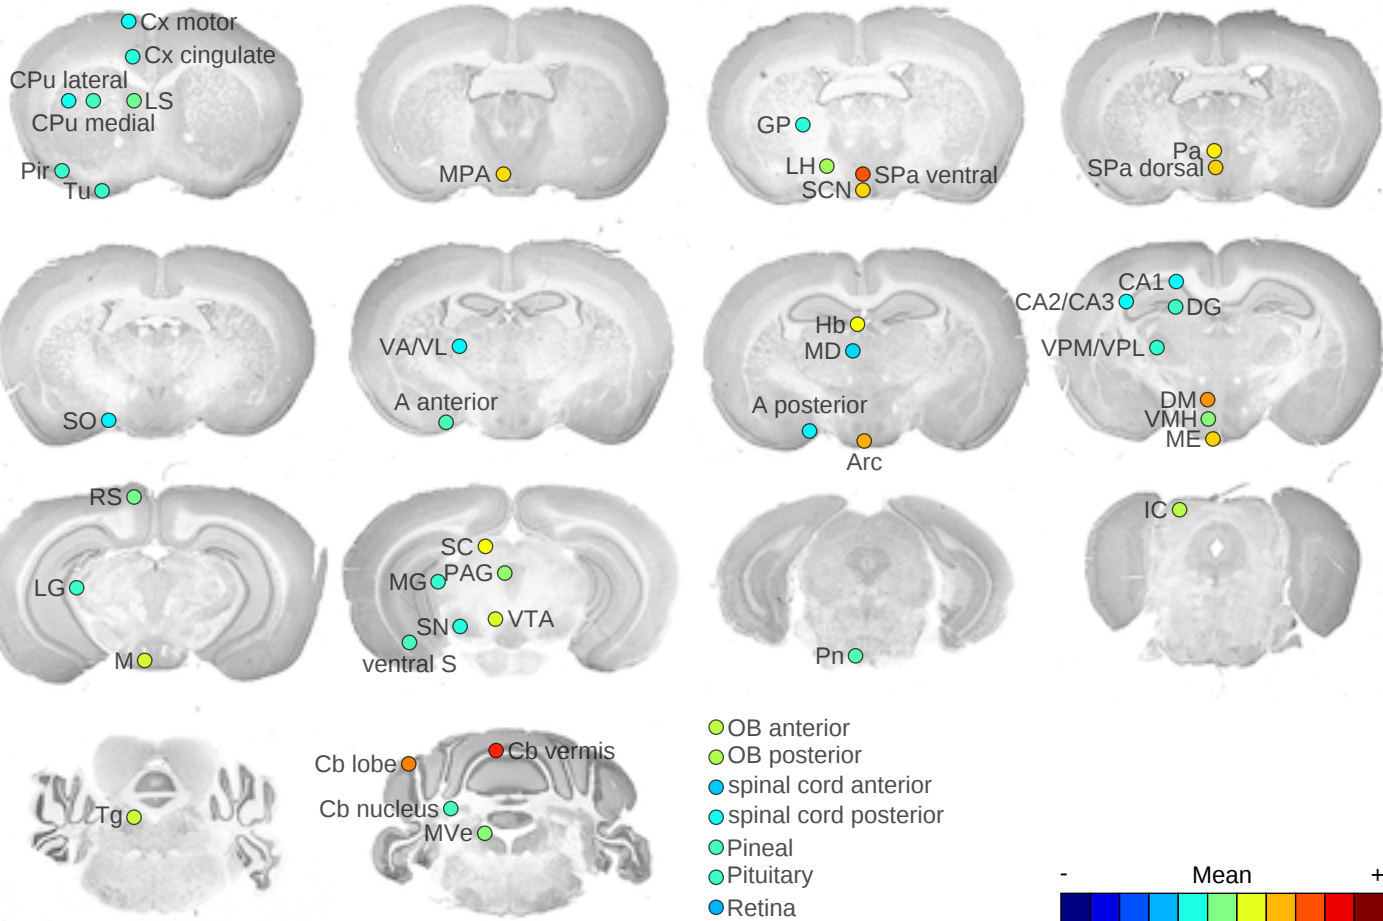 Cx motor
Cx cingulate
CPu lateral
LS
CPu medial
Pir
Tu
MPA
GP
LH
SPa ventral
SCN
Pa
SPa dorsal
SO
VA/VL
A anterior
Hb
MD
A posterior
Arc
CA1
CA2/CA3
DG
VPM/VPL
DM
VMH
ME
RS
LG
M
SC
MG
PAG
SN
VTA
ventral S
Pn
IC
Tg
Cb lobe
Cb vermis
Cb nucleus
MVe
OB anterior
OB posterior
spinal cord anterior
spinal cord posterior
Pineal
Pituitary
Retina
- Mean +